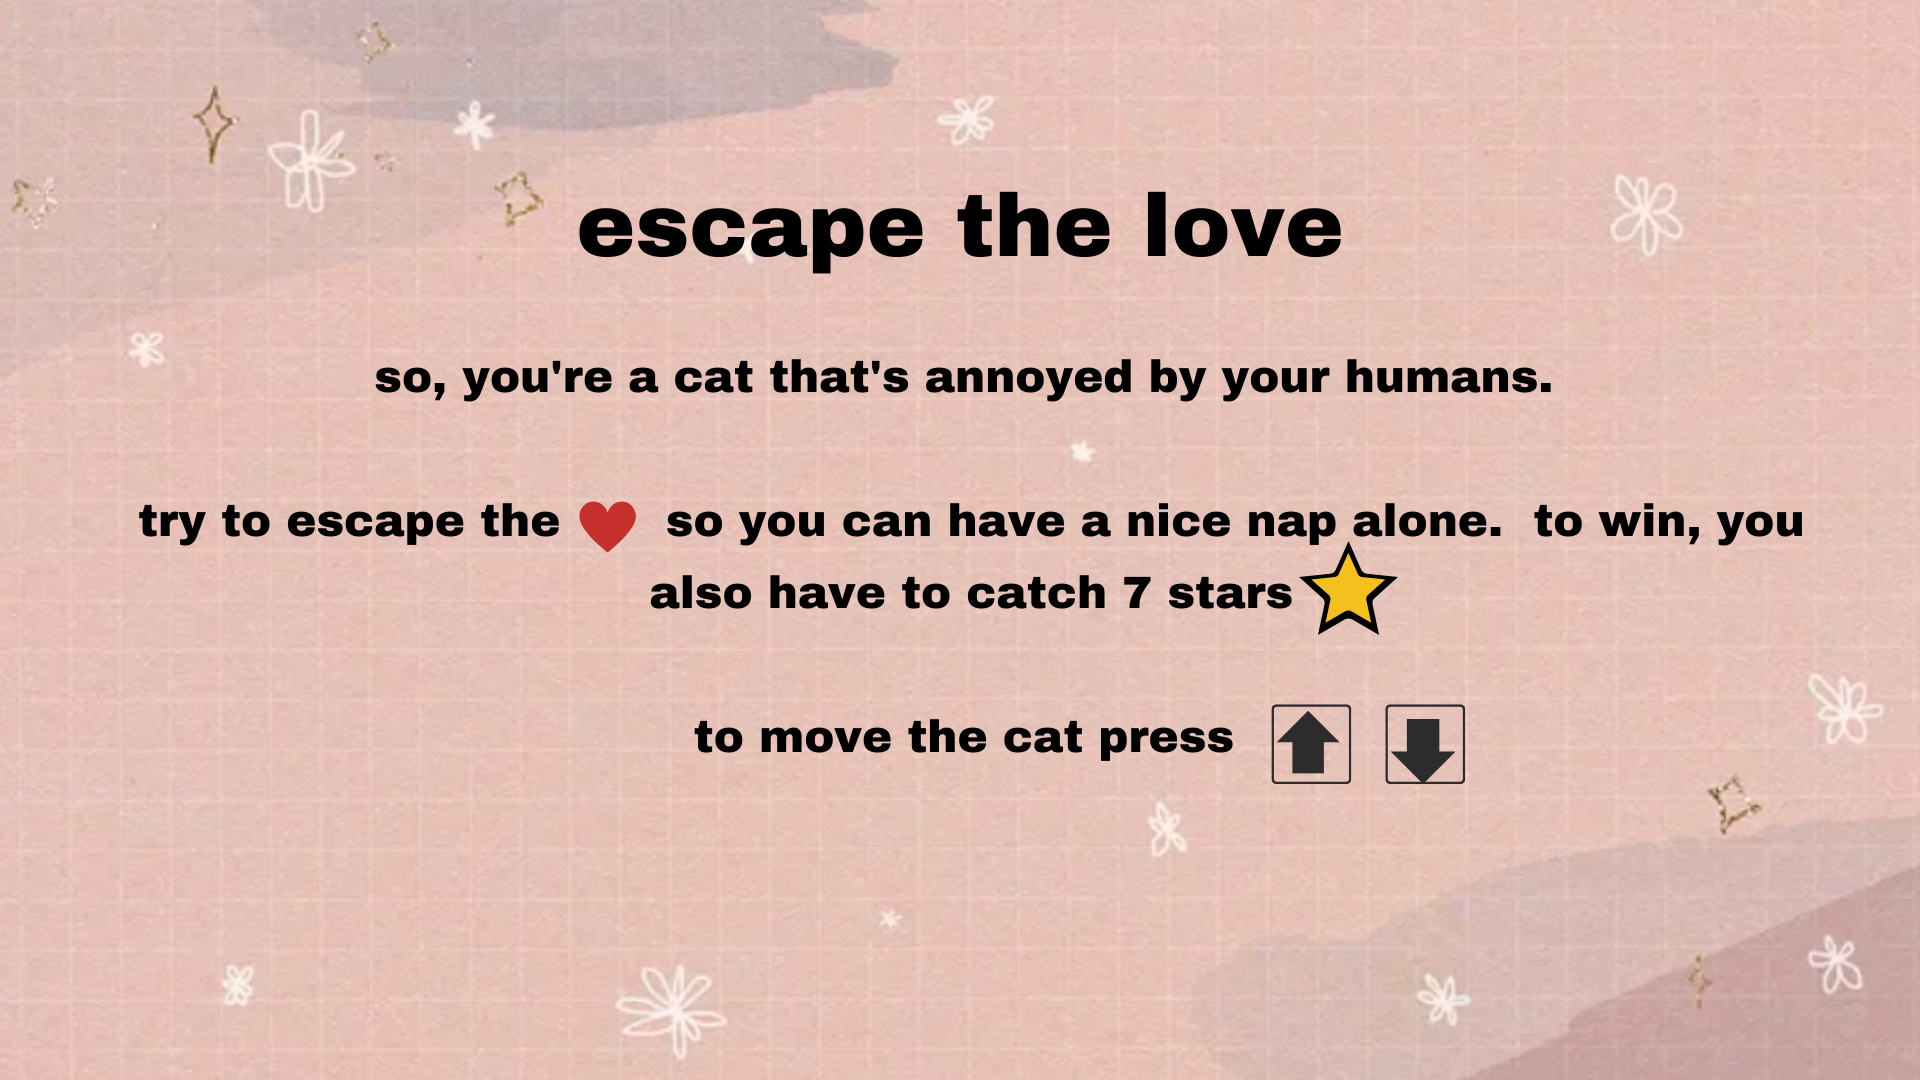 escape the love
so, you're a cat that's annoyed by your humans.
try to escape the so you can have a nice nap alone. to win, you
also have to catch 7 stars
to move the cat press